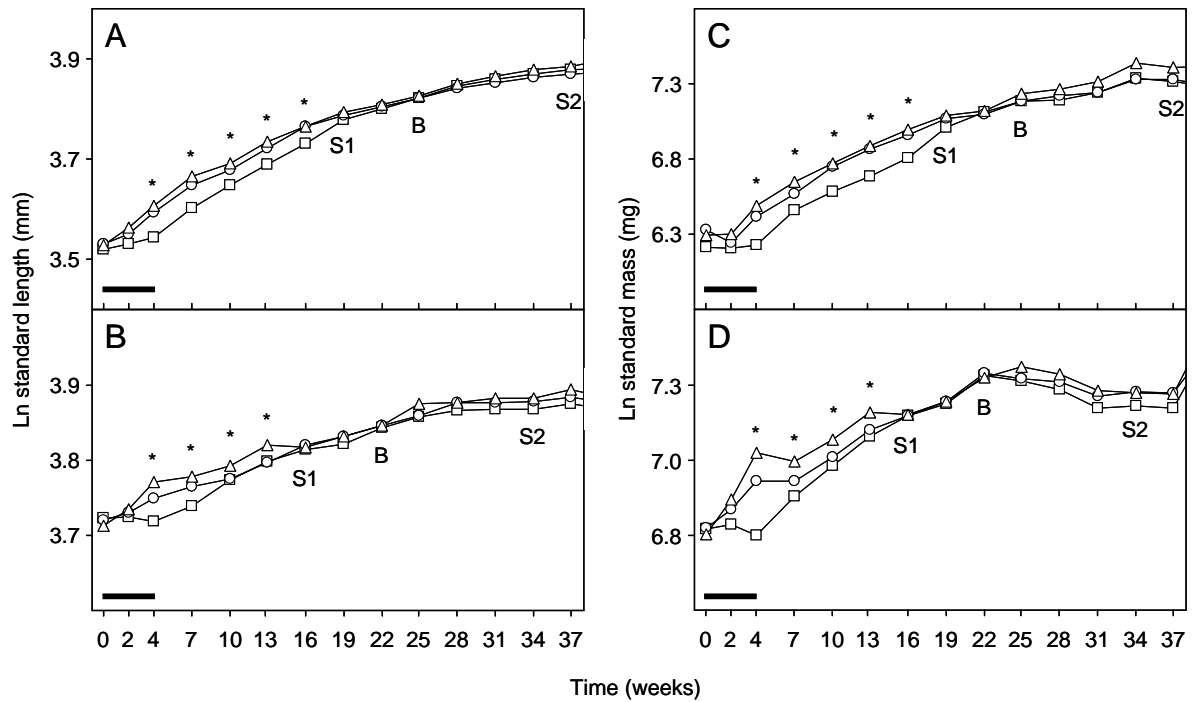 A
3.9
3.7
3.5
*
*
*
*
*
S1
B
S2
C
7.3
6.8
6.3
*
*
*
*
*
S1
B
S2
B
3.9
3.8
3.7
*
*
*
*
S1
B
S2
D
7.3
7.0
6.8
*
*
*
*
S1
B
S2
Ln standard length (mm)
Ln standard mass (mg)
0 2 4 7 10 13 16 19 22 25 28 31 34 37
0 2 4 7 10 13 16 19 22 25 28 31 34 37
Time (weeks)